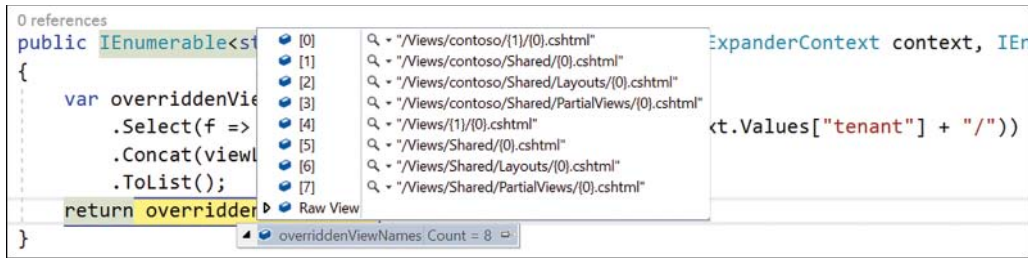 0 references
public IEnumerable<st ExpanderContext context, IEn
{
var overriddenVie
.Select(f => xt.Values["tenant"] + "/"))
.Concat(viewL
.ToList();
return overridden
}
[0] "/Views/contoso/{1}/{0}.cshtml"
[1] "/Views/contoso/Shared/{0}.cshtml"
[2] "/Views/contoso/Shared/Layouts/{0}.cshtml"
[3] "/Views/contoso/Shared/PartialViews/{0}.cshtml"
[4] "/Views/{1}/{0}.cshtml"
[5] "/Views/Shared/{0}.cshtml"
[6] "/Views/Shared/Layouts/{0}.cshtml"
[7] "/Views/Shared/PartialViews/{0}.cshtml"
Raw View
overriddenViewNames Count = 8